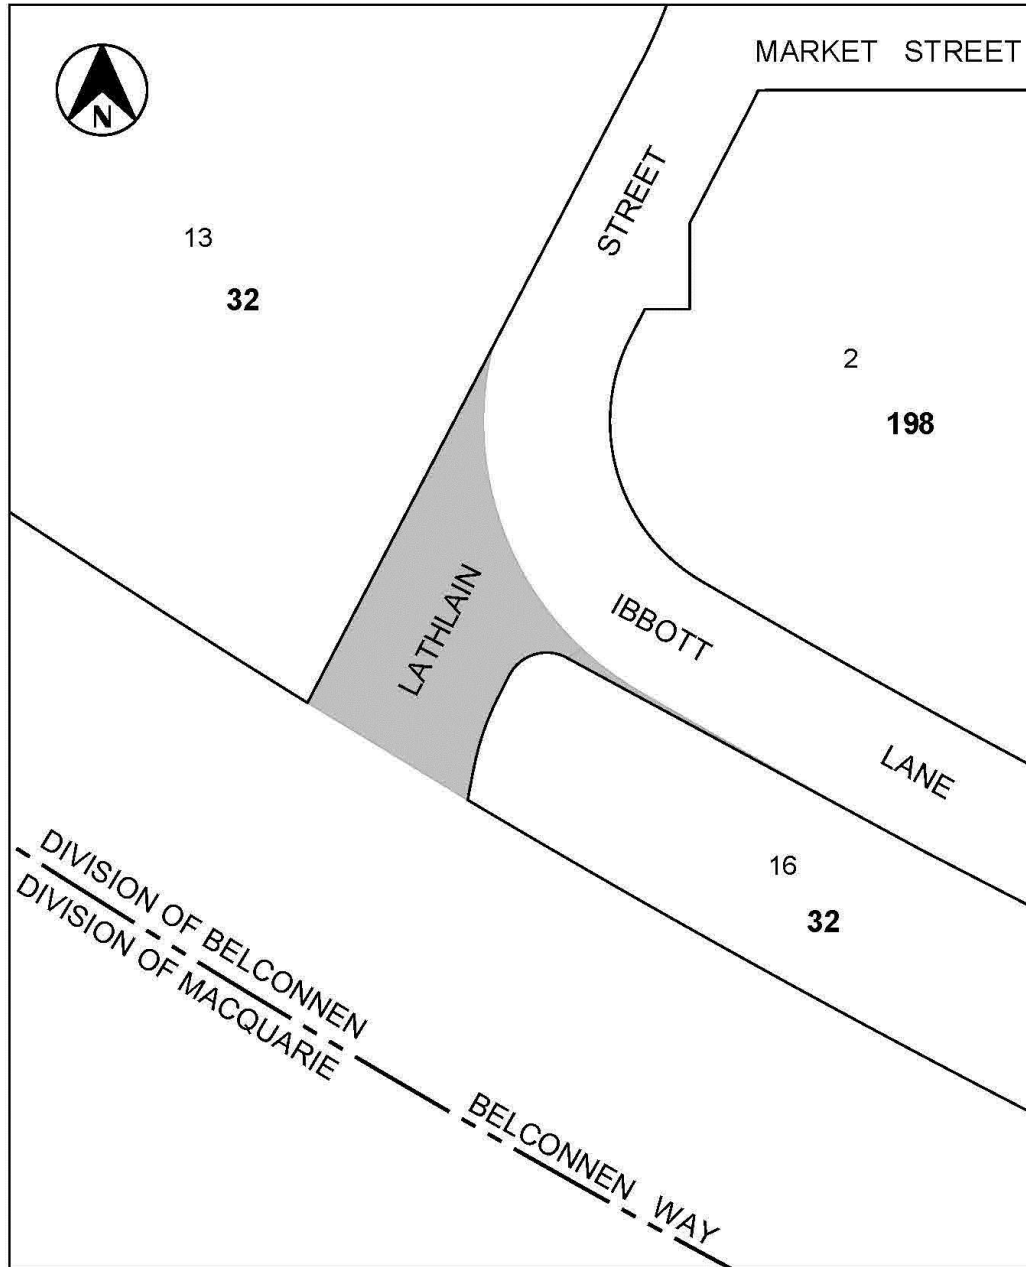 MARKET STREET
N
STREET
13
32
2
198
LATHLAIN
IBBOTT
LANE
16
32
DIVISION OF BELCONNEN
DIVISION OF MACQUARIE
BELCONNEN WAY